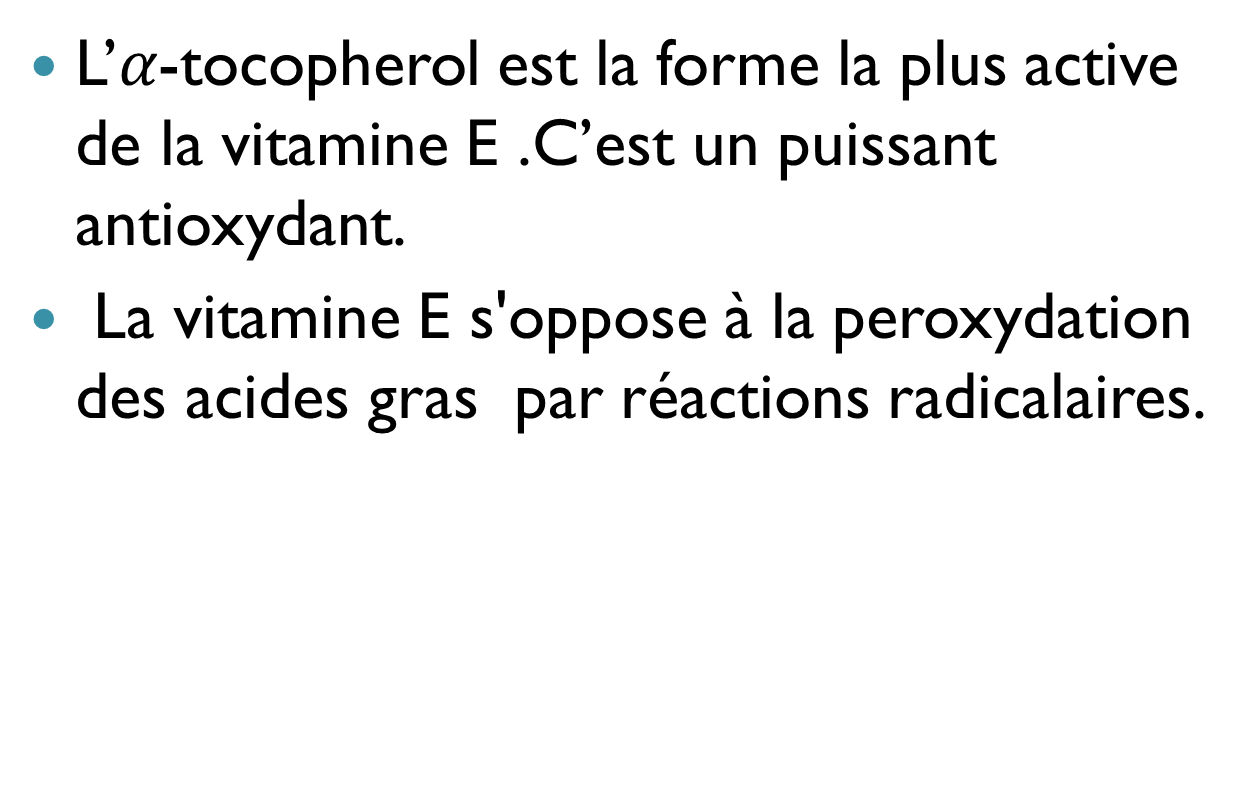 • L’α-tocopherol est la forme la plus active
de la vitamine E .C’est un puissant
antioxydant.
• La vitamine E s'oppose à la peroxydation
des acides gras  par réactions radicalaires.